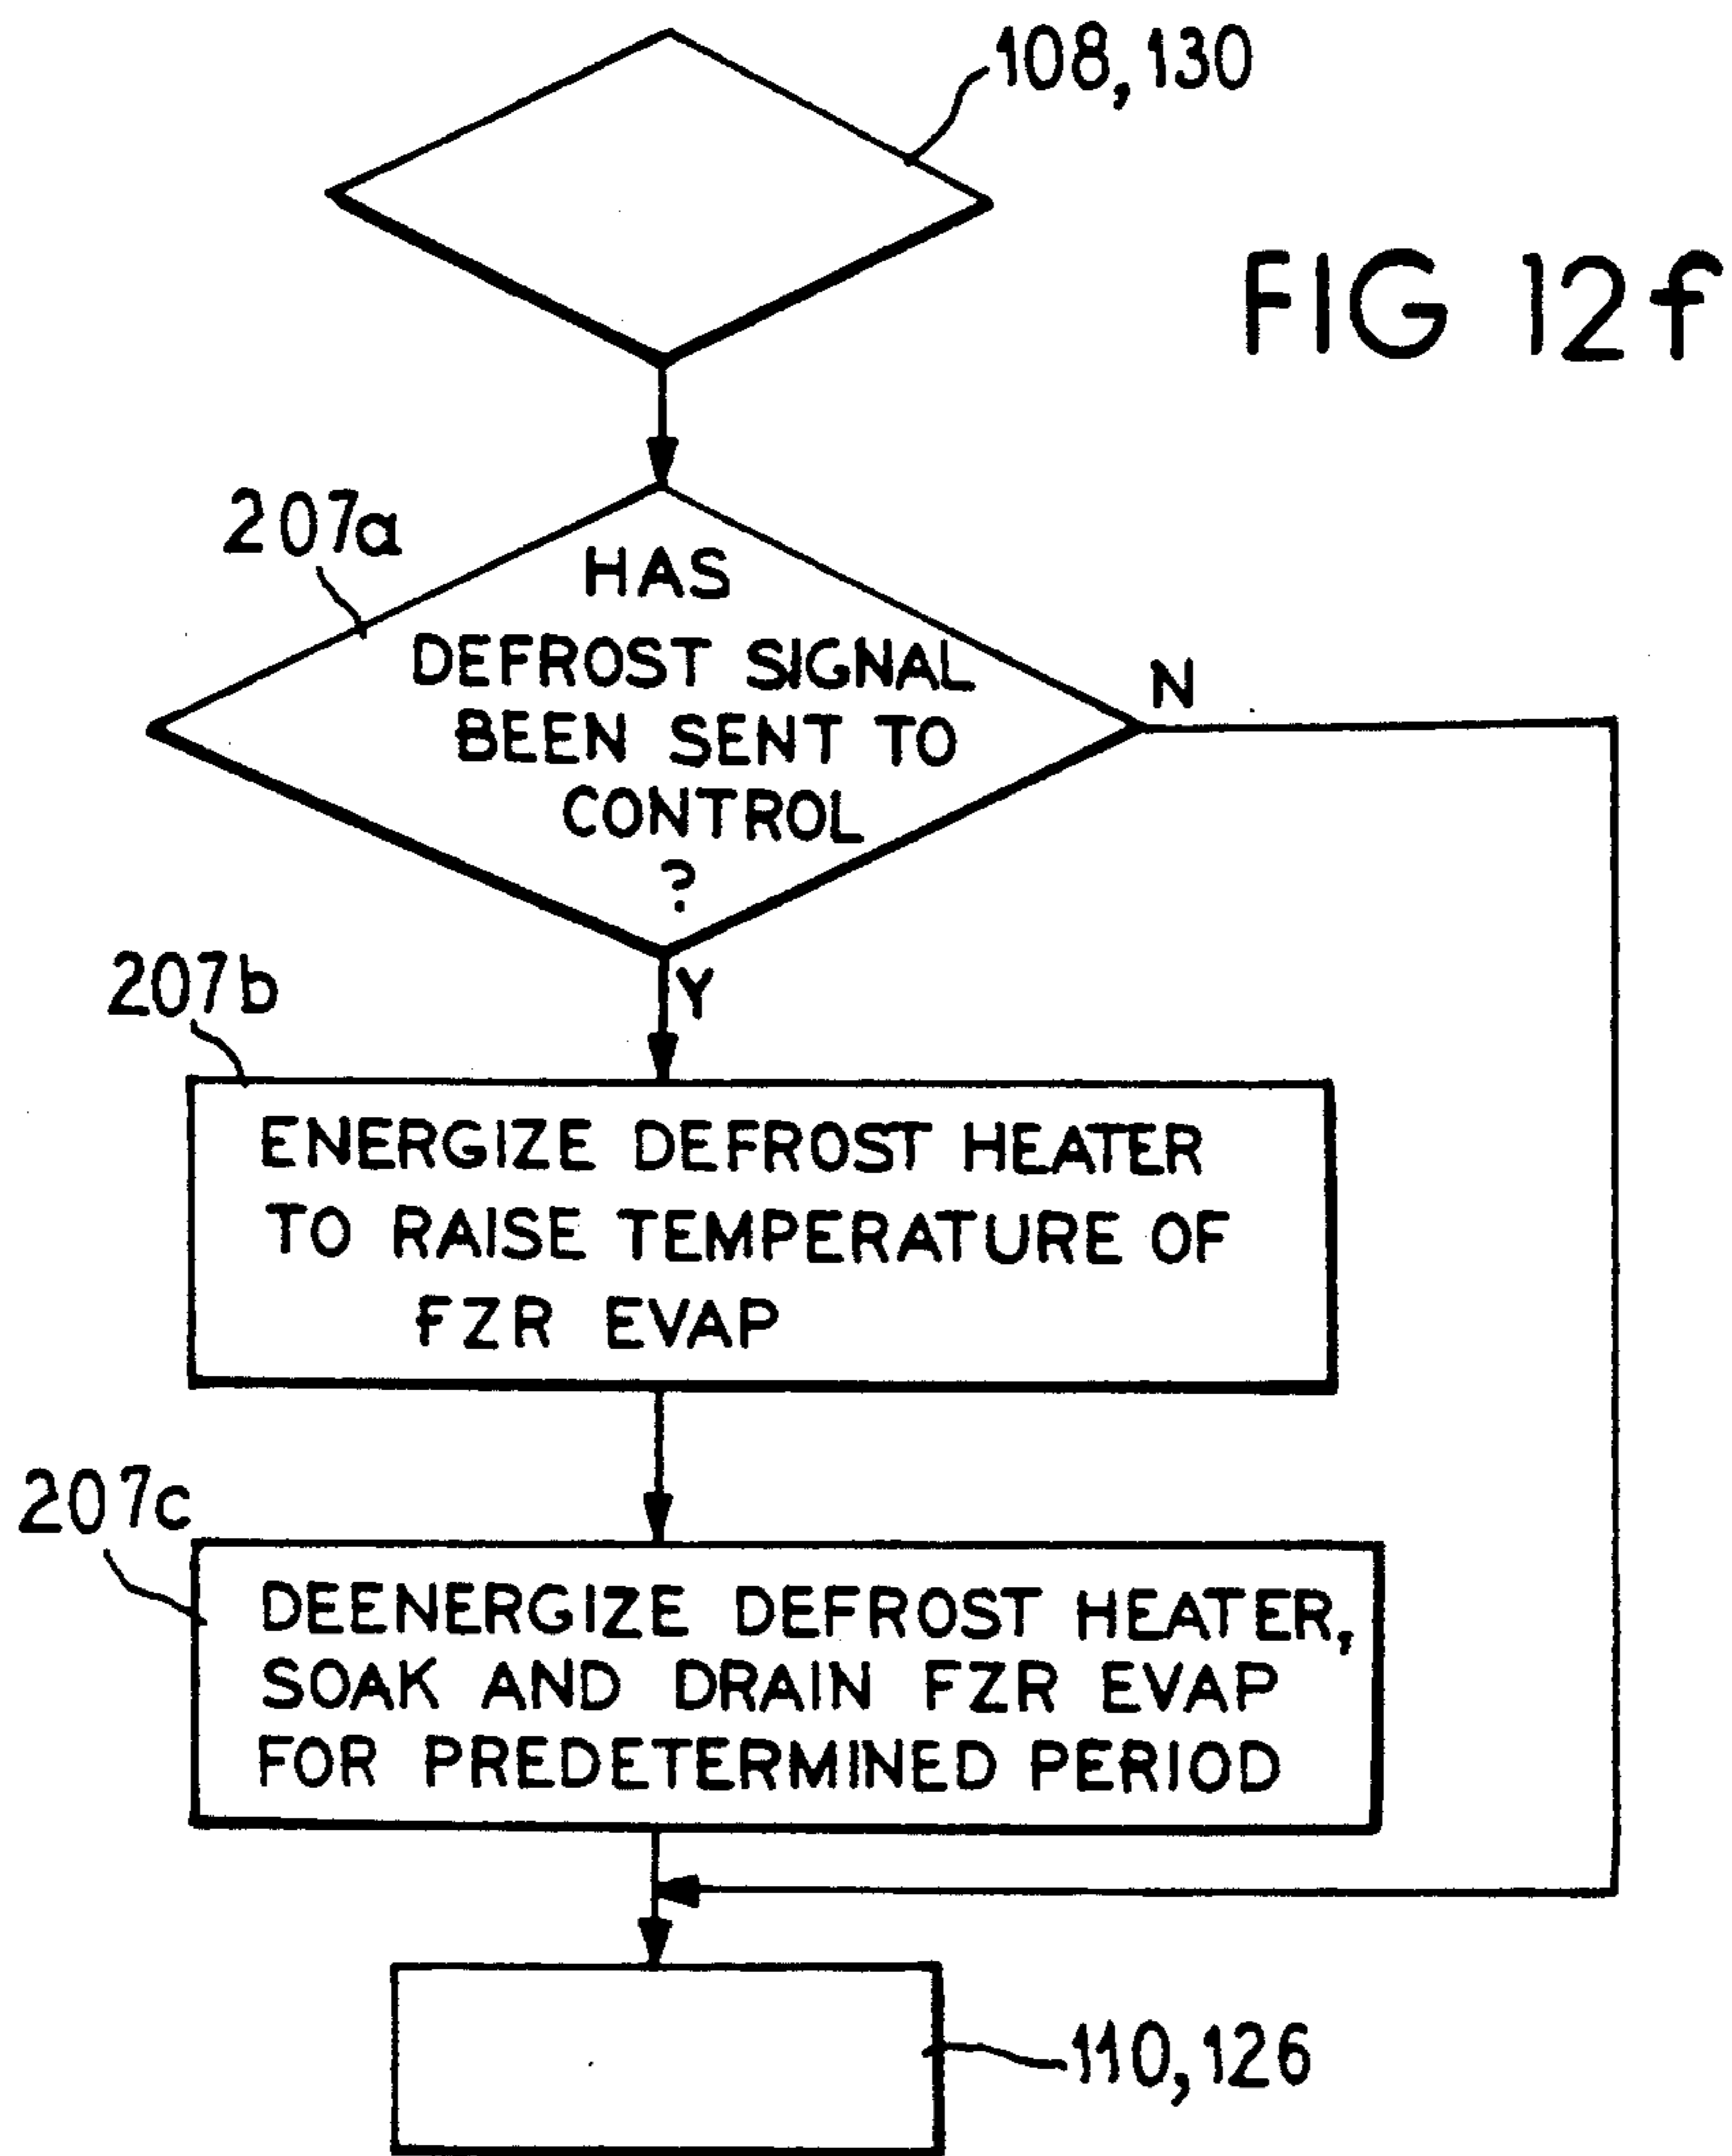 108,130
FIG 12f
207a
HAS
DEFROST SIGNAL
BEEN SENT TO
CONTROL
?
N
Y
207b
ENERGIZE DEFROST HEATER
TO RAISE TEMPERATURE OF
FZR EVAP
207c
DEENERGIZE DEFROST HEATER,
SOAK AND DRAIN FZR EVAP
FOR PREDETERMINED PERIOD
110,126